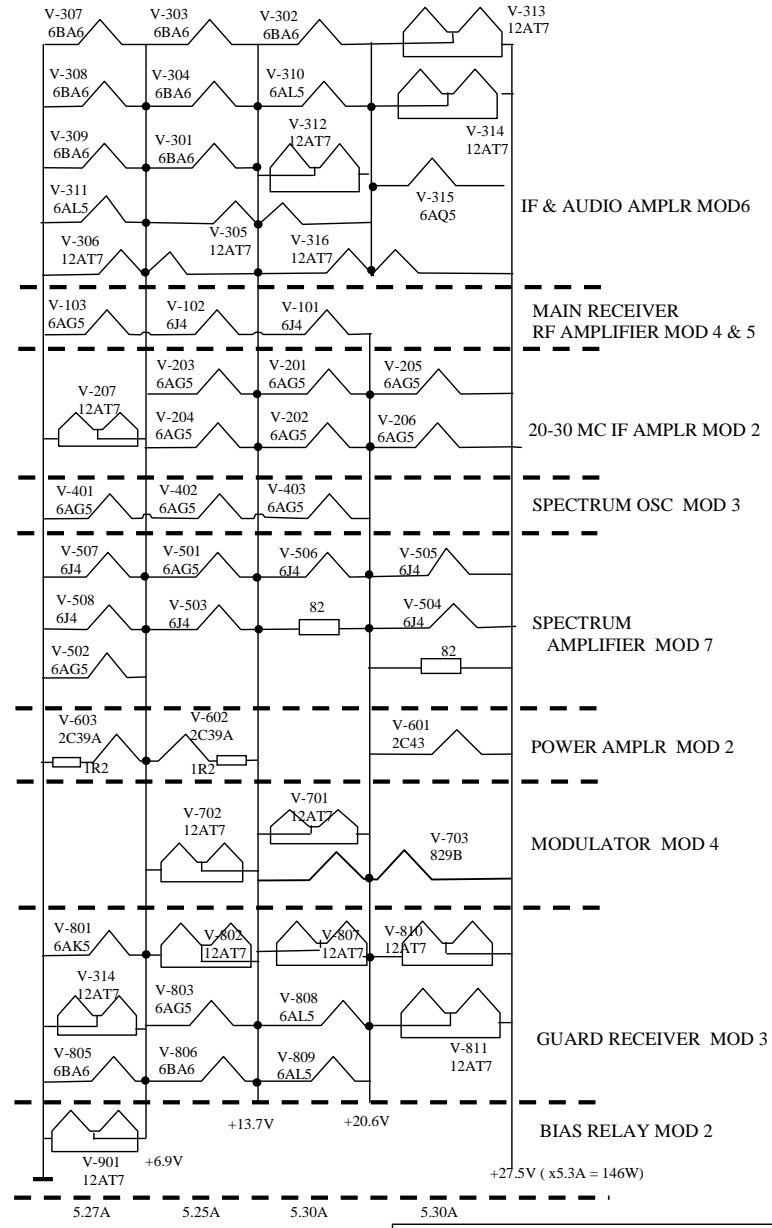 V-307
6BA6
V-303
6BA6
V-302
6BA6
V-313
12AT7
V-308
6BA6
V-304
6BA6
V-310
6AL5
V-314
12AT7
V-309
6BA6
V-301
6BA6
V-312
12AT7
V-315
6AQ5
V-311
6AL5
V-305
12AT7
V-306
12AT7
V-316
12AT7
IF & AUDIO AMPLR MOD6
V-103
6AG5
V-102
6J4
V-101
6J4
MAIN RECEIVER
RF AMPLIFIER MOD 4 & 5
V-203
6AG5
V-201
6AG5
V-205
6AG5
V-207
12AT7
V-204
6AG5
V-202
6AG5
V-206
6AG5
20-30 MC IF AMPLR MOD 2
V-401
6AG5
V-402
6AG5
V-403
6AG5
SPECTRUM OSC MOD 3
V-507
6J4
V-501
6AG5
V-506
6J4
V-505
6J4
V-508
6J4
V-503
6J4
82
V-504
6J4
V-502
6AG5
82
SPECTRUM
AMPLIFIER MOD 7
V-603
2C39A
1R2
V-602
2C39A
1R2
V-601
2C43
POWER AMPLR MOD 2
V-702
12AT7
V-701
12AT7
V-703
829B
MODULATOR MOD 4
V-801
6AK5
V-802
12AT7
V-807
12AT7
V-810
12AT7
V-314
12AT7
V-803
6AG5
V-808
6AL5
V-811
12AT7
V-805
6BA6
V-806
6BA6
V-809
6AL5
GUARD RECEIVER MOD 3
V-901
12AT7
+6.9V
+13.7V
+20.6V
BIAS RELAY MOD 2
+27.5V ( x5.3A = 146W)
5.27A 5.25A 5.30A 5.30A